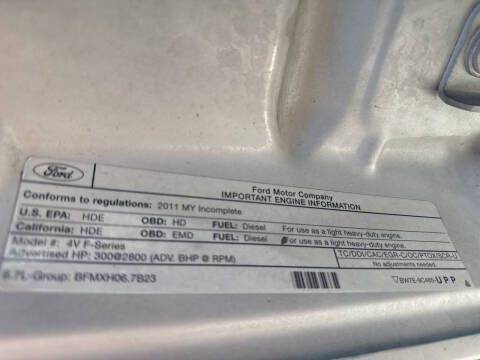 Ford
Ford Motor Company
IMPORTANT ENGINE INFORMATION
Conforms to regulations: 2011 MY Incomplete
U.S. EPA: HDE OBD: HD FUEL: Diesel For use as a light heavy-duty engine.
California: HDE OBD: EMD FUEL: Diesel For use as a light heavy-duty engine.
Model #: 4V F-Series
Advertised HP: 300@2800 (ADV. BHP @ RPM)
TC/DDI/CAC/EGR-C/OC/PTOX/SCR-U
No adjustments needed.
6.7L-Group: BFMXH06.7B23
BW7E-9C485-UPP